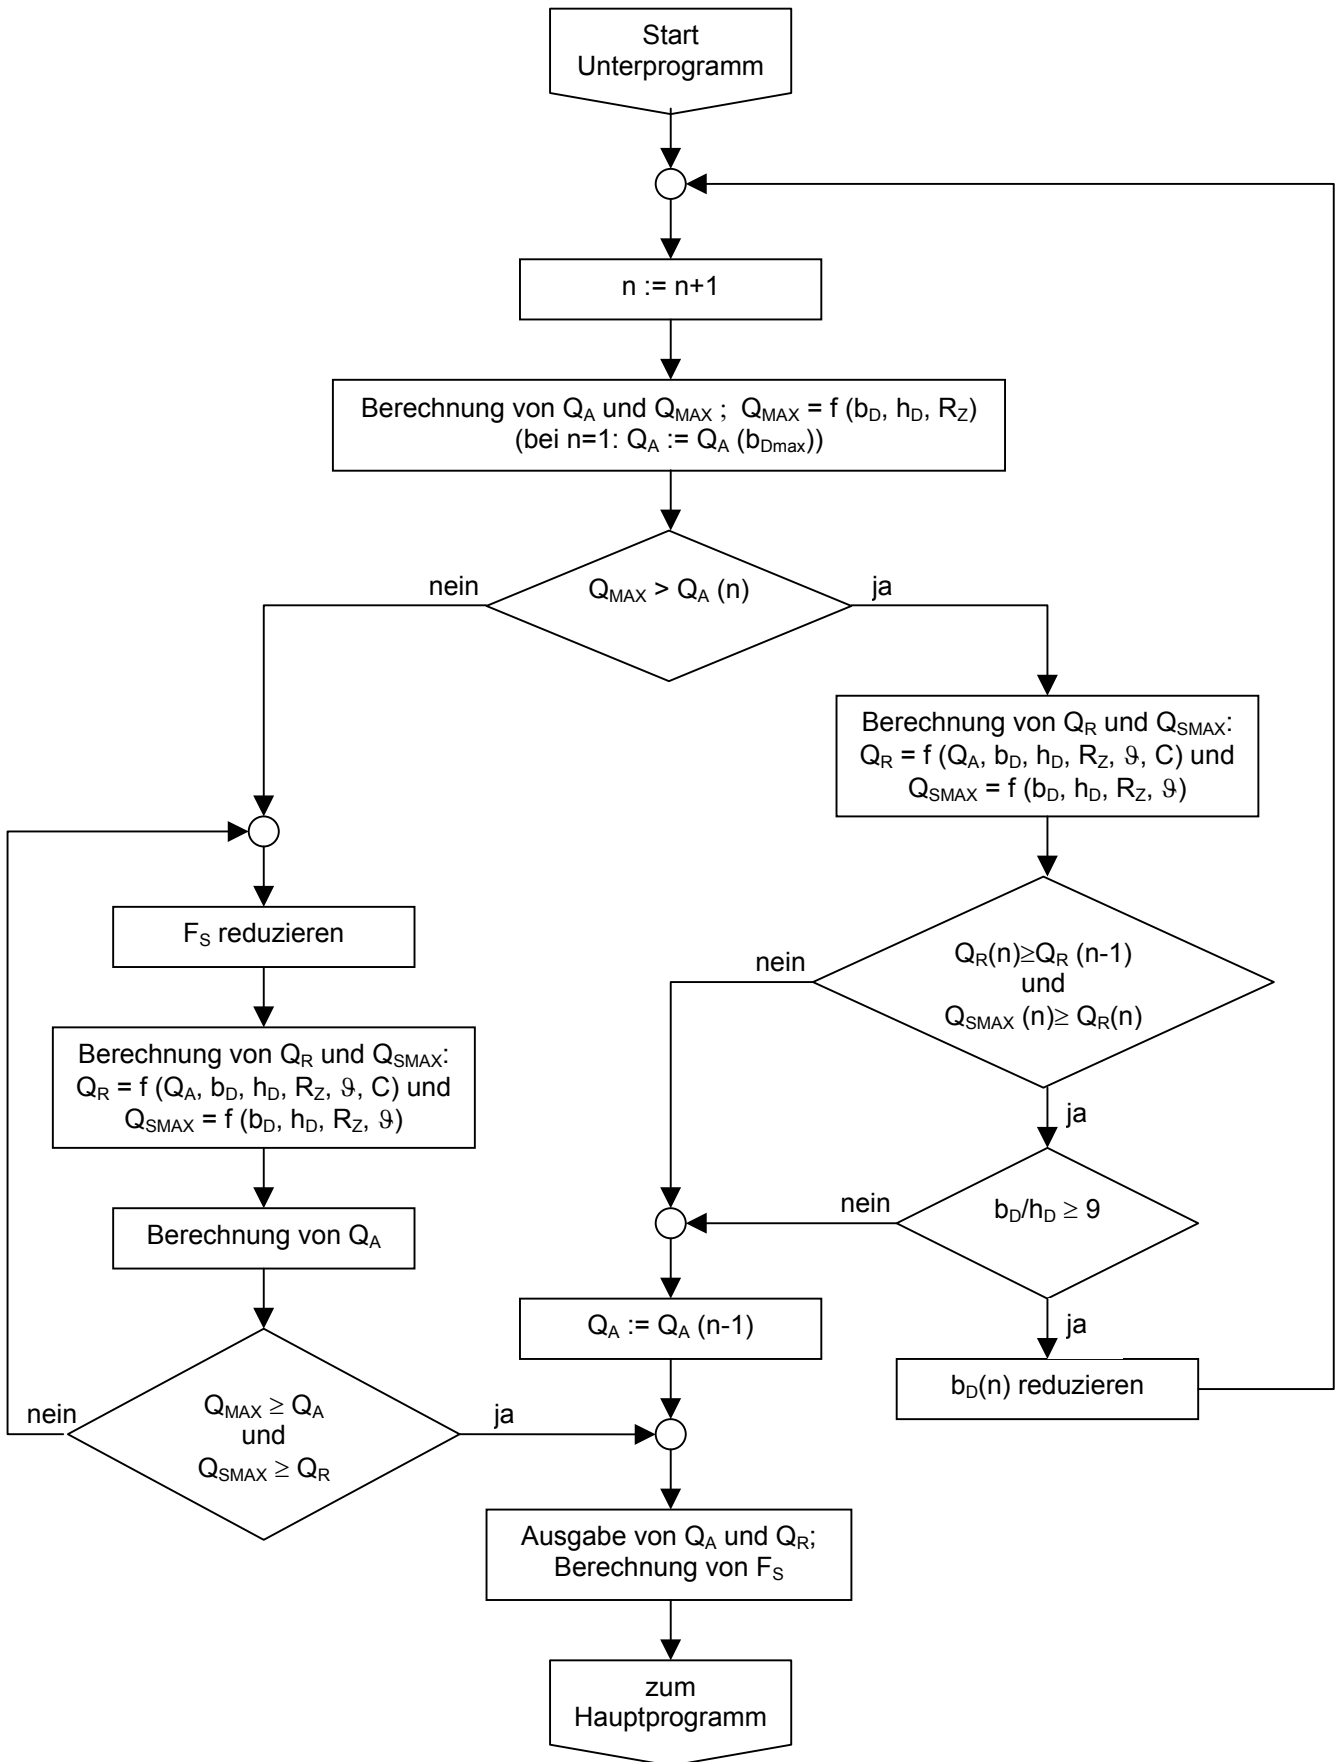 Start
Unterprogramm
n := n+1
Berechnung von Q_A und Q_MAX ; Q_MAX = f (b_D, h_D, R_Z)
(bei n=1: Q_A := Q_A (b_Dmax))
nein
Q_MAX > Q_A (n)
ja
Berechnung von Q_R und Q_SMAX:
Q_R = f (Q_A, b_D, h_D, R_Z, ϑ, C) und
Q_SMAX = f (b_D, h_D, R_Z, ϑ)
F_S reduzieren
nein
Q_R(n)≥Q_R (n-1)
und
Q_SMAX (n)≥ Q_R(n)
ja
Berechnung von Q_R und Q_SMAX:
Q_R = f (Q_A, b_D, h_D, R_Z, ϑ, C) und
Q_SMAX = f (b_D, h_D, R_Z, ϑ)
nein
b_D/h_D ≥ 9
ja
Berechnung von Q_A
Q_A := Q_A (n-1)
b_D(n) reduzieren
nein
Q_MAX ≥ Q_A
und
Q_SMAX ≥ Q_R
ja
Ausgabe von Q_A und Q_R;
Berechnung von F_S
zum
Hauptprogramm